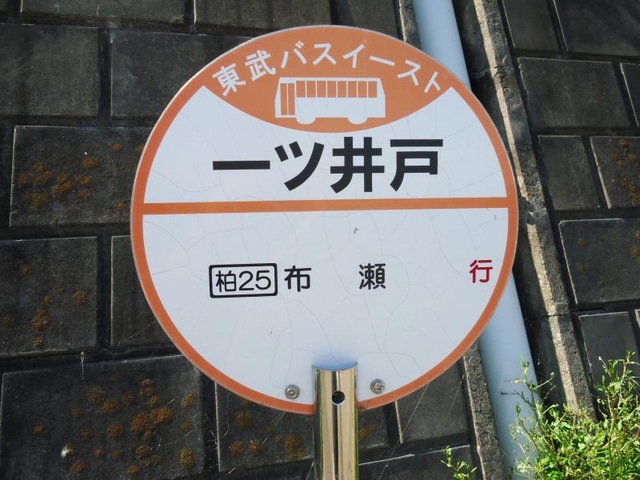 東武バスイースト
一ツ井戸
柏25 布瀬 行